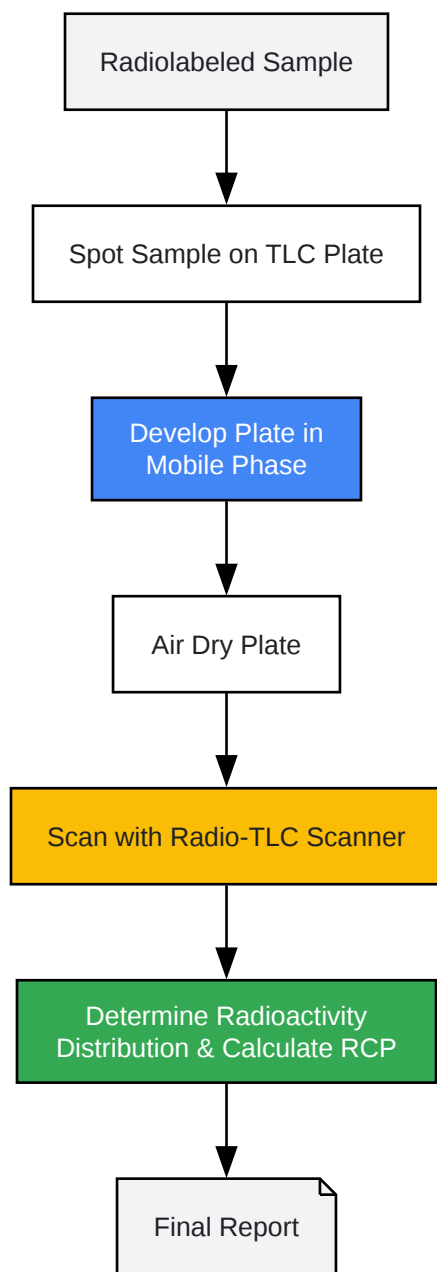 Radiolabeled Sample
Spot Sample on TLC Plate
Develop Plate in
Mobile Phase
Air Dry Plate
Scan with Radio-TLC Scanner
Determine Radioactivity
Distribution & Calculate RCP
Final Report